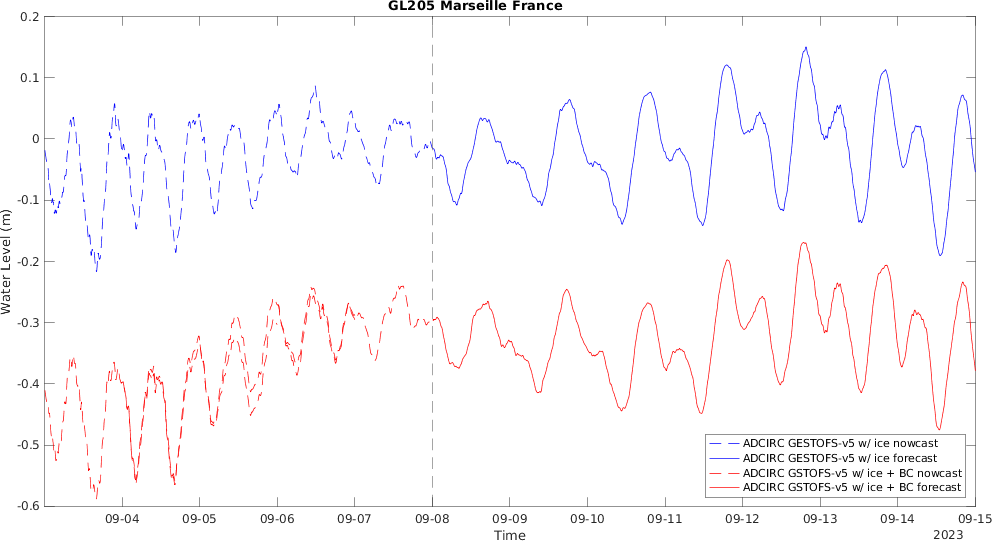 GL205 Marseille France
0.2
0.1
0
-0.1
-0.2
-0.3
-0.4
-0.5
-0.6
Water Level (m)
09-04 09-05 09-06 09-07 09-08 09-09 09-10 09-11 09-12 09-13 09-14 09-15
Time
2023
ADCIRC GESTOFS-v5 w/ ice nowcast
ADCIRC GESTOFS-v5 w/ ice forecast
ADCIRC GSTOFS-v5 w/ ice + BC nowcast
ADCIRC GSTOFS-v5 w/ ice + BC forecast